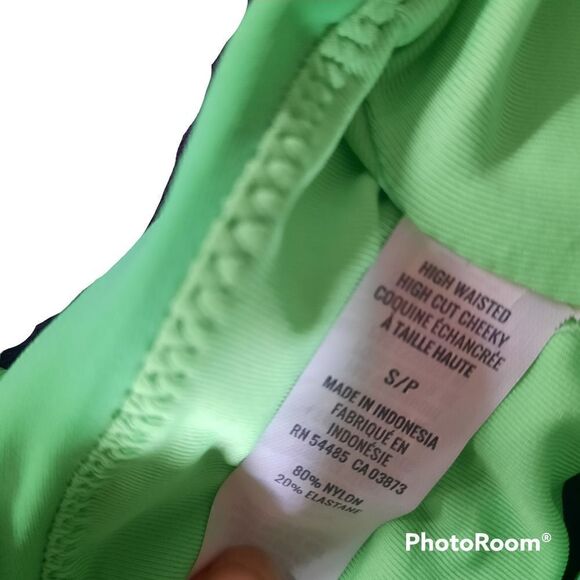 HIGH WAISTED
HIGH CUT CHEEKY
COQUINE ÉCHANCRÉE
À TAILLE HAUTE
S/P
MADE IN INDONESIA
FABRIQUÉ EN
INDONÉSIE
RN 54485 CA 03873
80% NYLON
20% ELASTANE
PhotoRoom®